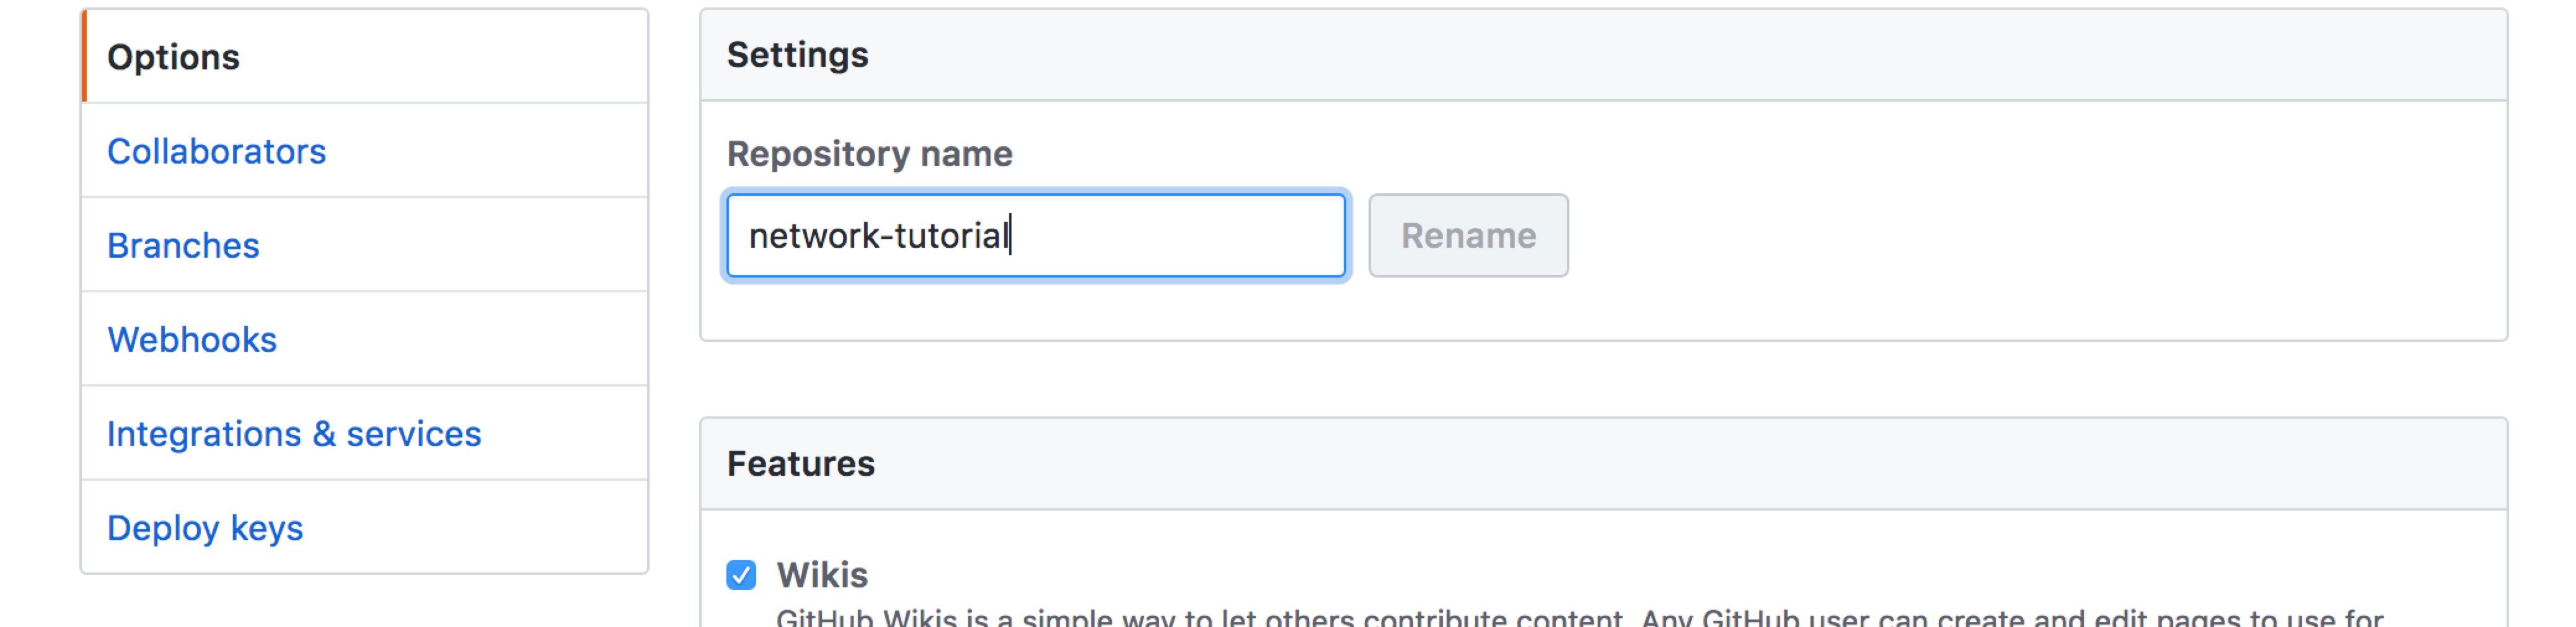 Options
Collaborators
Branches
Webhooks
Integrations & services
Deploy keys
Settings
Repository name
network-tutorial
Rename
Features
Wikis
GitHub Wikis is a simple way to let others contribute content. Any GitHub user can create and edit pages to use for